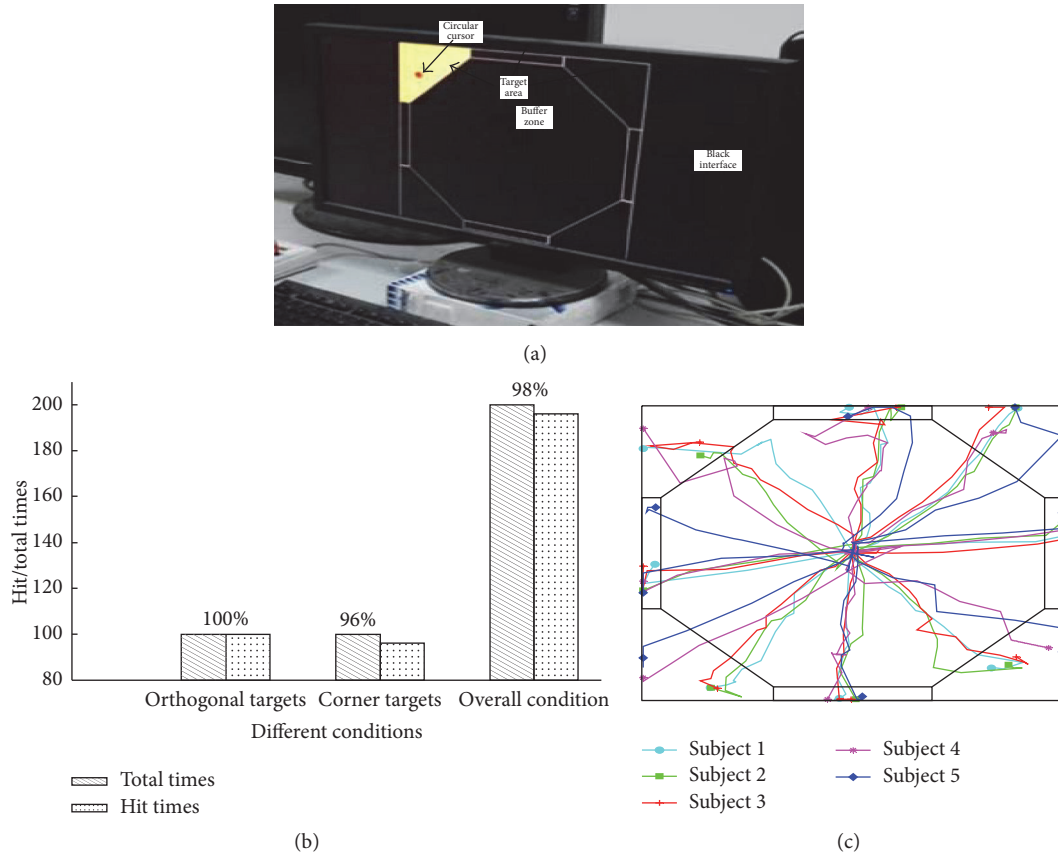 Circular
cursor
Target
area
Buffer
zone
Black
interface
(a)
Hit/total times
200
180
160
140
120
100
80
100%
96%
98%
Orthogonal targets
Corner targets
Overall condition
Different conditions
Total times
Hit times
(b)
Subject 1
Subject 2
Subject 3
Subject 4
Subject 5
(c)